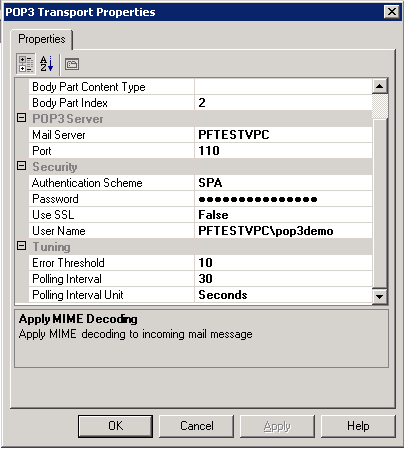 POP3 Transport Properties
Properties
Body Part Content Type
Body Part Index 2
POP3 Server
Mail Server PFTESTVPC
Port 110
Security
Authentication Scheme SPA
Password ●●●●●●●●●●●●●●●
Use SSL False
User Name PFTESTVPC\pop3demo
Tuning
Error Threshold 10
Polling Interval 30
Polling Interval Unit Seconds
Apply MIME Decoding
Apply MIME decoding to incoming mail message
OK Cancel Apply Help